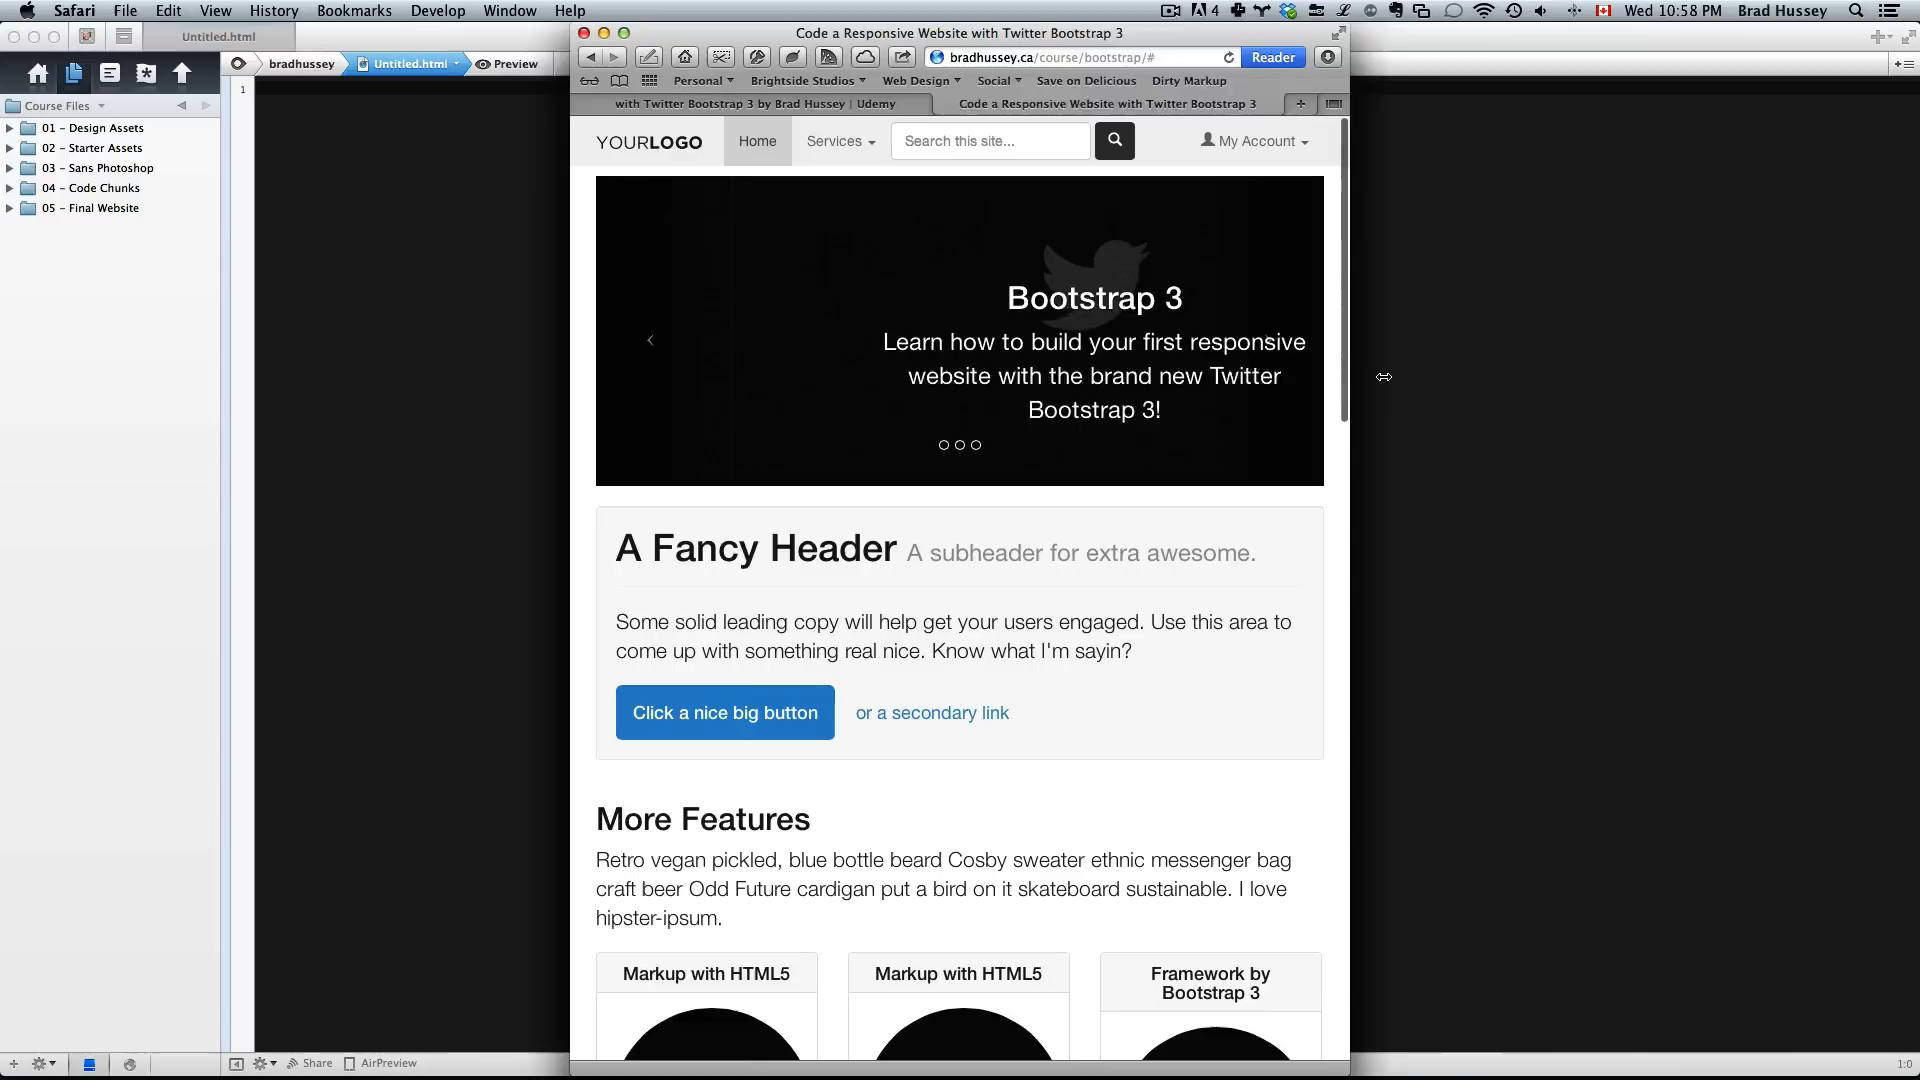 Safari File Edit View History Bookmarks Develop Window Help
4
Wed 10:58 PM Brad Hussey
Untitled.html
Code a Responsive Website with Twitter Bootstrap 3
bradhussey Untitled.html Preview
bradhussey.ca/course/bootstrap/#
Reader
Personal Brightside Studios Web Design Social Save on Delicious Dirty Markup
with Twitter Bootstrap 3 by Brad Hussey | Udemy
Code a Responsive Website with Twitter Bootstrap 3
+
1
Course Files
01 – Design Assets
02 – Starter Assets
03 – Sans Photoshop
04 – Code Chunks
05 – Final Website
YOURLOGO
Home
Services
Search this site...
My Account
Bootstrap 3
Learn how to build your first responsive
website with the brand new Twitter
Bootstrap 3!
A Fancy Header A subheader for extra awesome.
Some solid leading copy will help get your users engaged. Use this area to
come up with something real nice. Know what I'm sayin?
Click a nice big button
or a secondary link
More Features
Retro vegan pickled, blue bottle beard Cosby sweater ethnic messenger bag
craft beer Odd Future cardigan put a bird on it skateboard sustainable. I love
hipster-ipsum.
Markup with HTML5
Markup with HTML5
Framework by
Bootstrap 3
Share
AirPreview
1:0